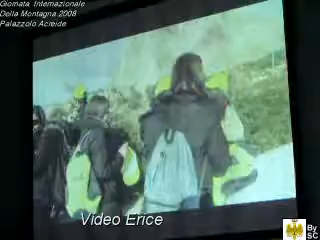 Giornata Internazionale
Della Montagna 2008
Palazzolo Acreide
Video Erice
By
SC